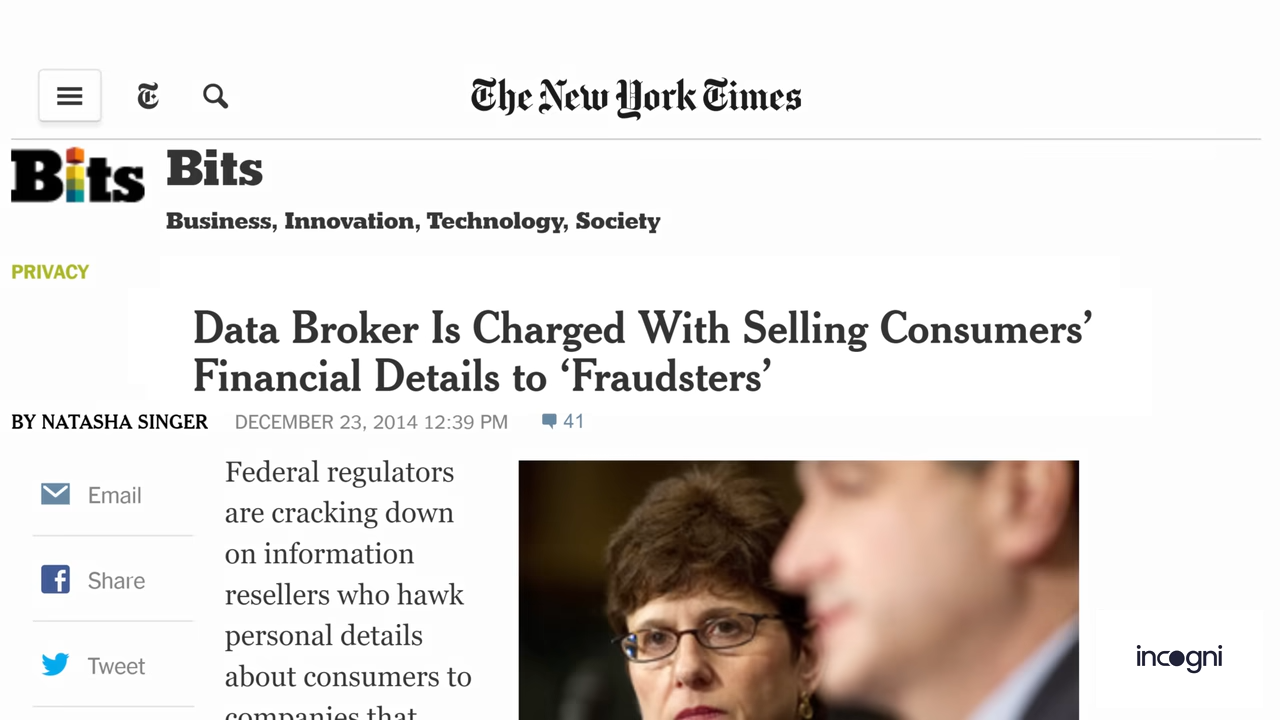 The New York Times
Bits
Bits
Business, Innovation, Technology, Society
PRIVACY
Data Broker Is Charged With Selling Consumers’
Financial Details to ‘Fraudsters’
BY NATASHA SINGER DECEMBER 23, 2014 12:39 PM 41
Email
Share
Tweet
Federal regulators
are cracking down
on information
resellers who hawk
personal details
about consumers to
companies that
incogni